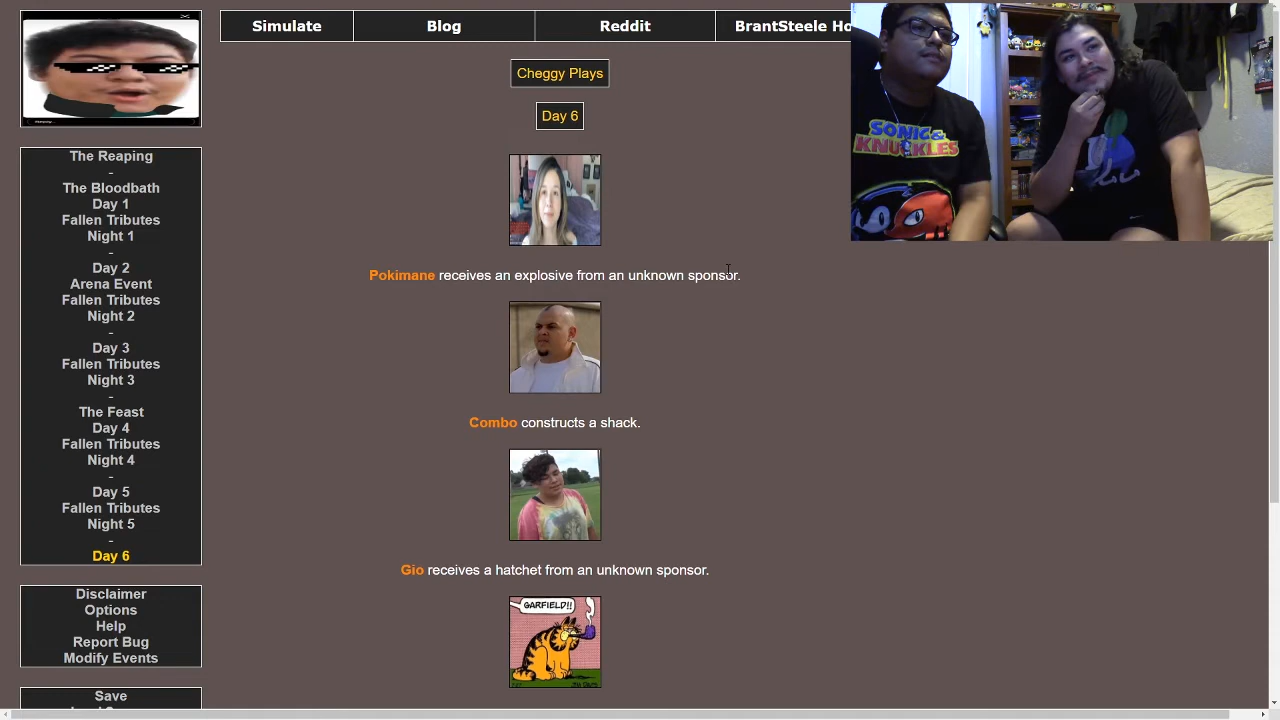 Simulate
Blog
Reddit
BrantSteele Ho
Cheggy Plays
Day 6
The Reaping
-
The Bloodbath
Day 1
Fallen Tributes
Night 1
-
Day 2
Arena Event
Fallen Tributes
Night 2
-
Day 3
Fallen Tributes
Night 3
-
The Feast
Day 4
Fallen Tributes
Night 4
-
Day 5
Fallen Tributes
Night 5
-
Day 6
Disclaimer
Options
Help
Report Bug
Modify Events
Save
Pokimane receives an explosive from an unknown sponsor.
Combo constructs a shack.
Gio receives a hatchet from an unknown sponsor.
GARFIELD!!
SONIC &
KNUCKLES